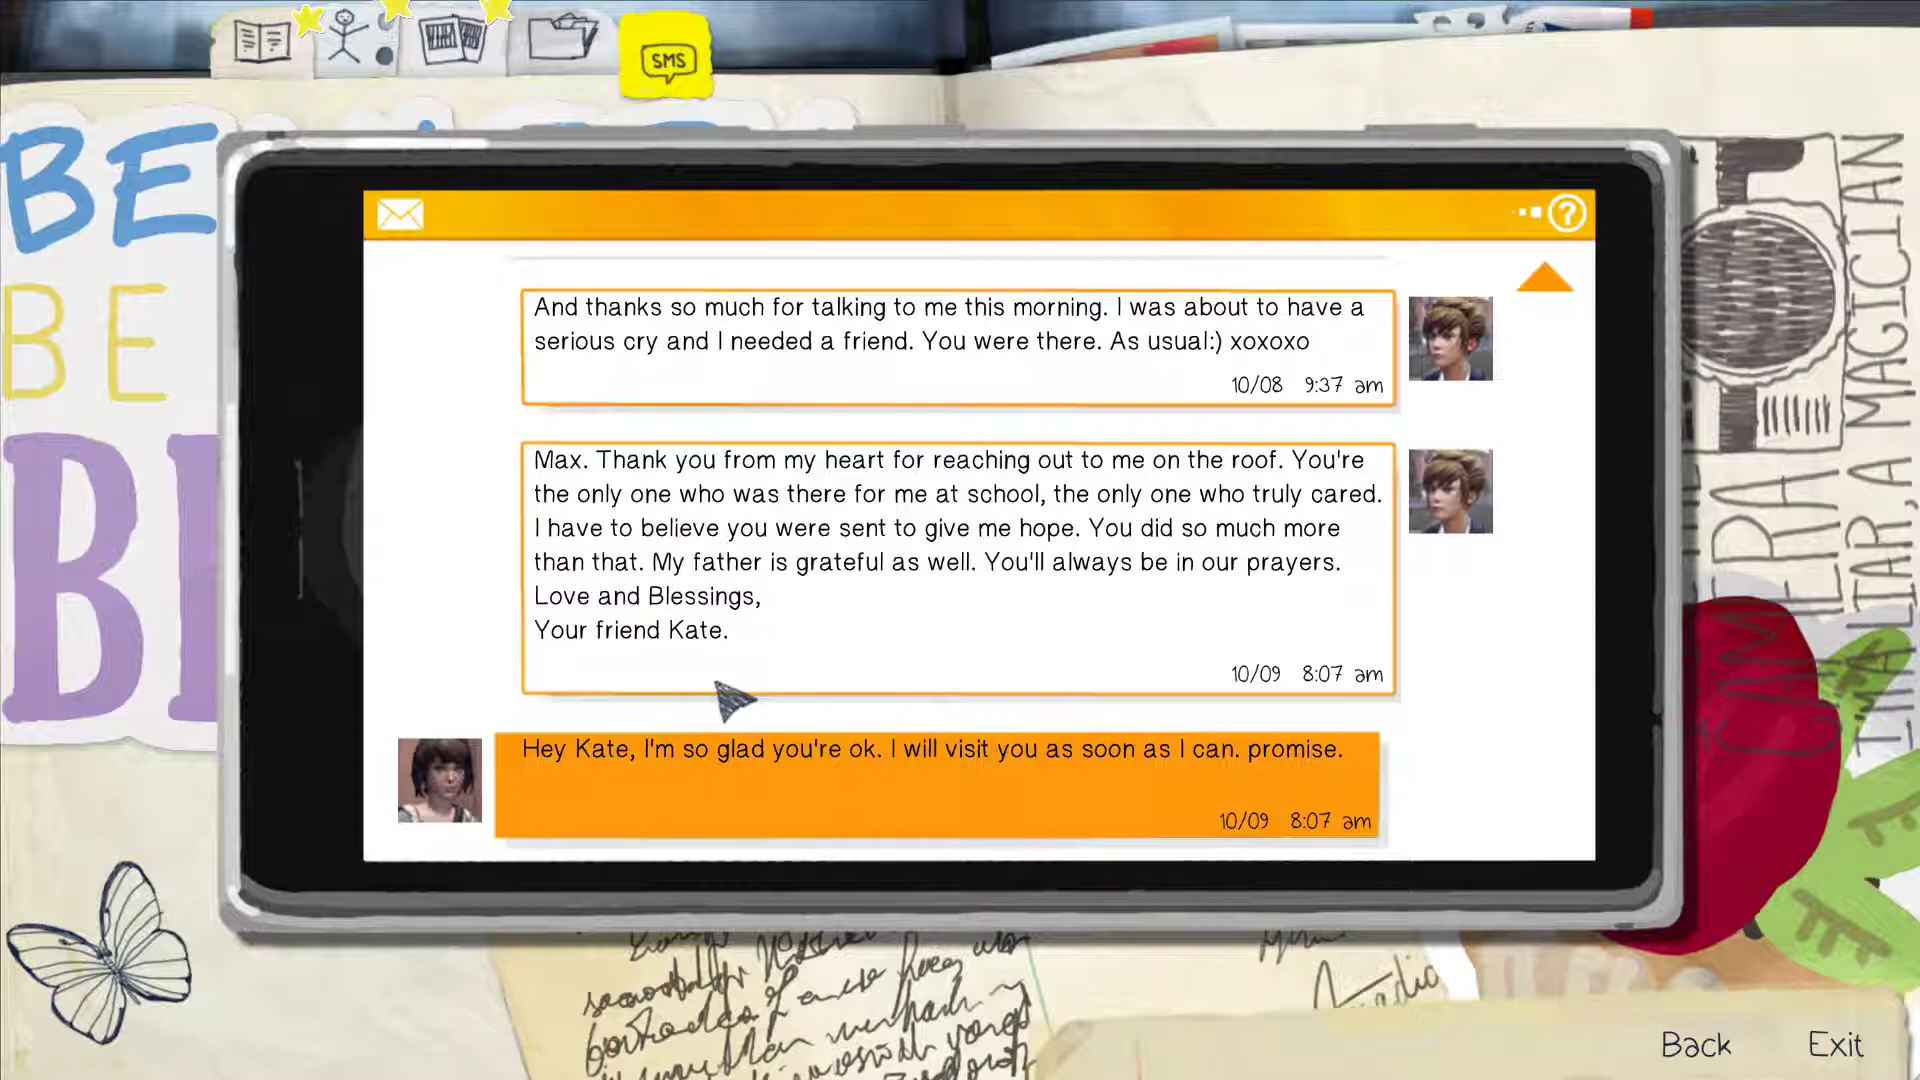 SMS
BE
BE
And thanks so much for talking to me this morning. I was about to have a
serious cry and I needed a friend. You were there. As usual:) xoxoxo
10/08 9:37 am
Max. Thank you from my heart for reaching out to me on the roof. You're
the only one who was there for me at school, the only one who truly cared.
I have to believe you were sent to give me hope. You did so much more
than that. My father is grateful as well. You'll always be in our prayers.
Love and Blessings,
Your friend Kate.
10/09 8:07 am
Hey Kate, I'm so glad you're ok. I will visit you as soon as I can. promise.
10/09 8:07 am
CAMERA
LIAR, A MAGICIAN
Back
Exit